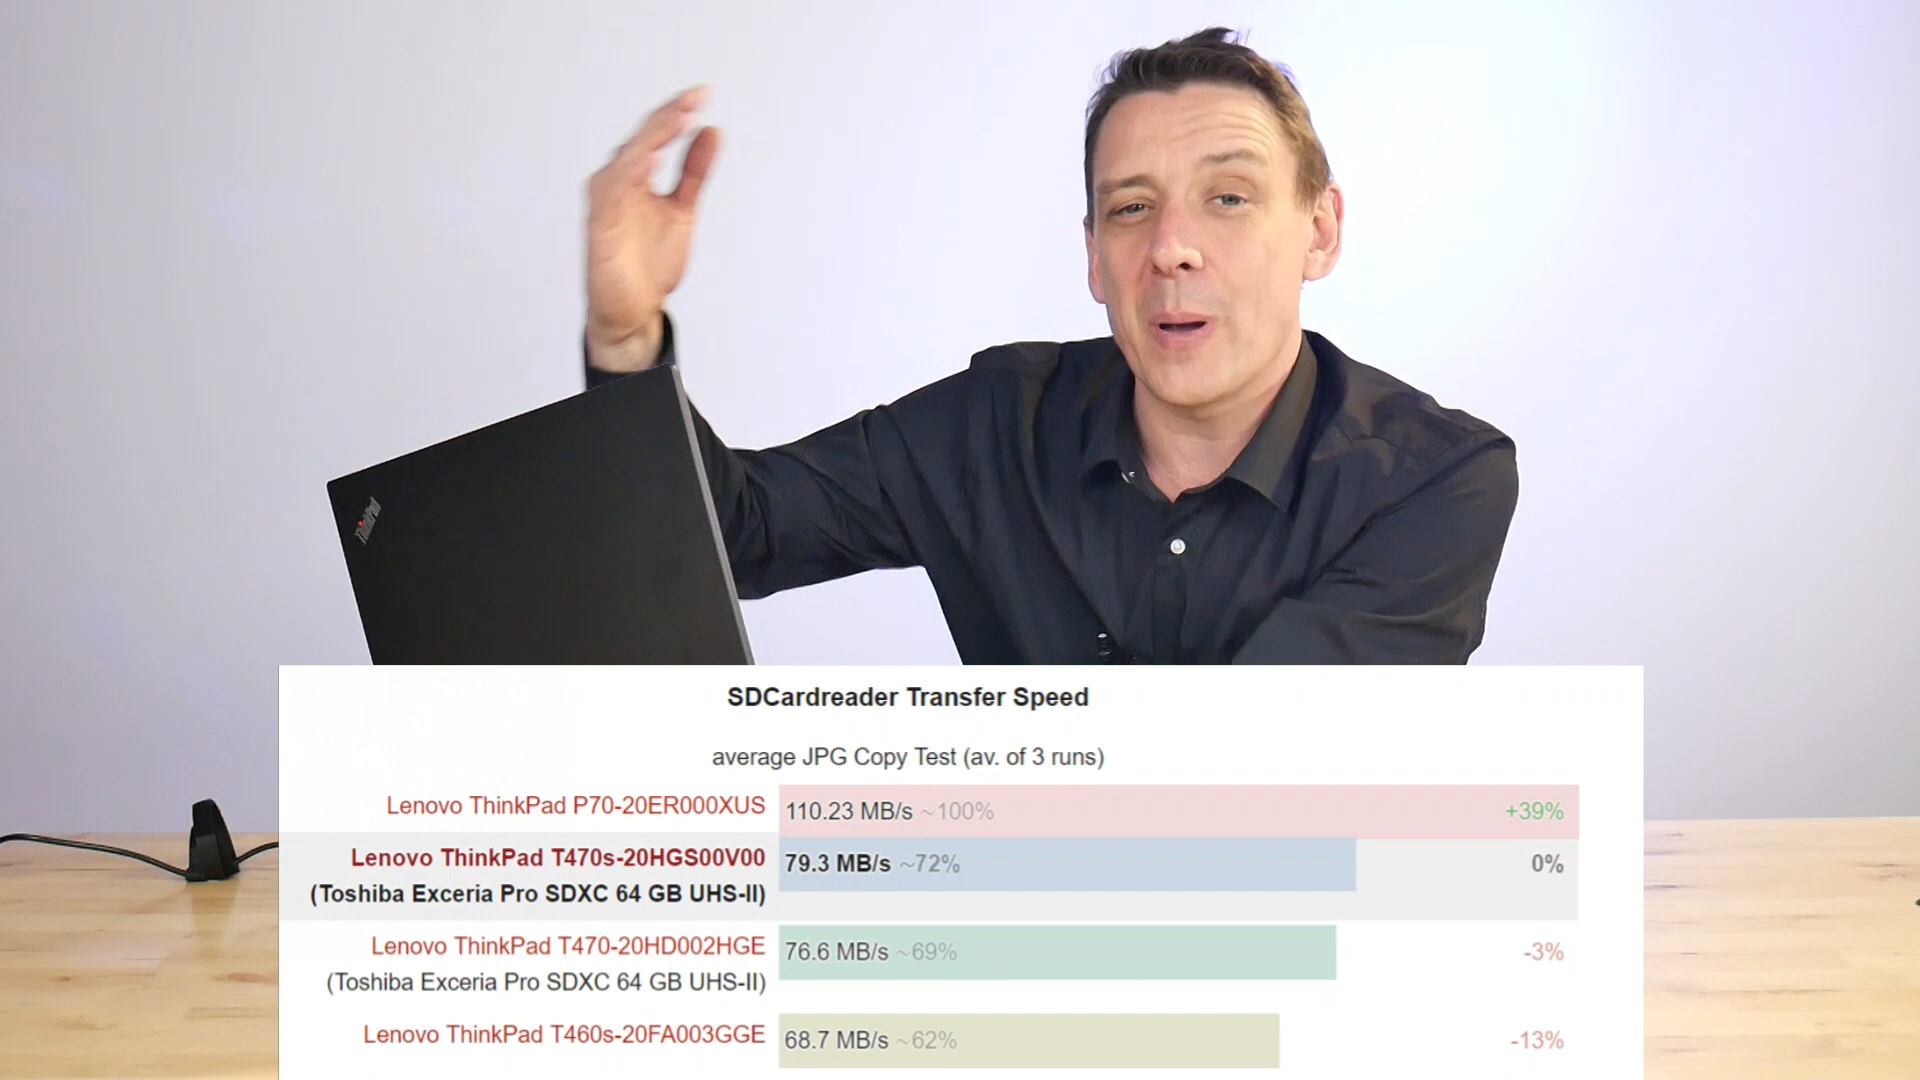 ThinkPad
SDCardreader Transfer Speed
average JPG Copy Test (av. of 3 runs)
Lenovo ThinkPad P70-20ER000XUS 110.23 MB/s ~100% +39%
Lenovo ThinkPad T470s-20HGS00V00 79.3 MB/s ~72% 0%
(Toshiba Exceria Pro SDXC 64 GB UHS-II)
Lenovo ThinkPad T470-20HD002HGE 76.6 MB/s ~69% -3%
(Toshiba Exceria Pro SDXC 64 GB UHS-II)
Lenovo ThinkPad T460s-20FA003GGE 68.7 MB/s ~62% -13%